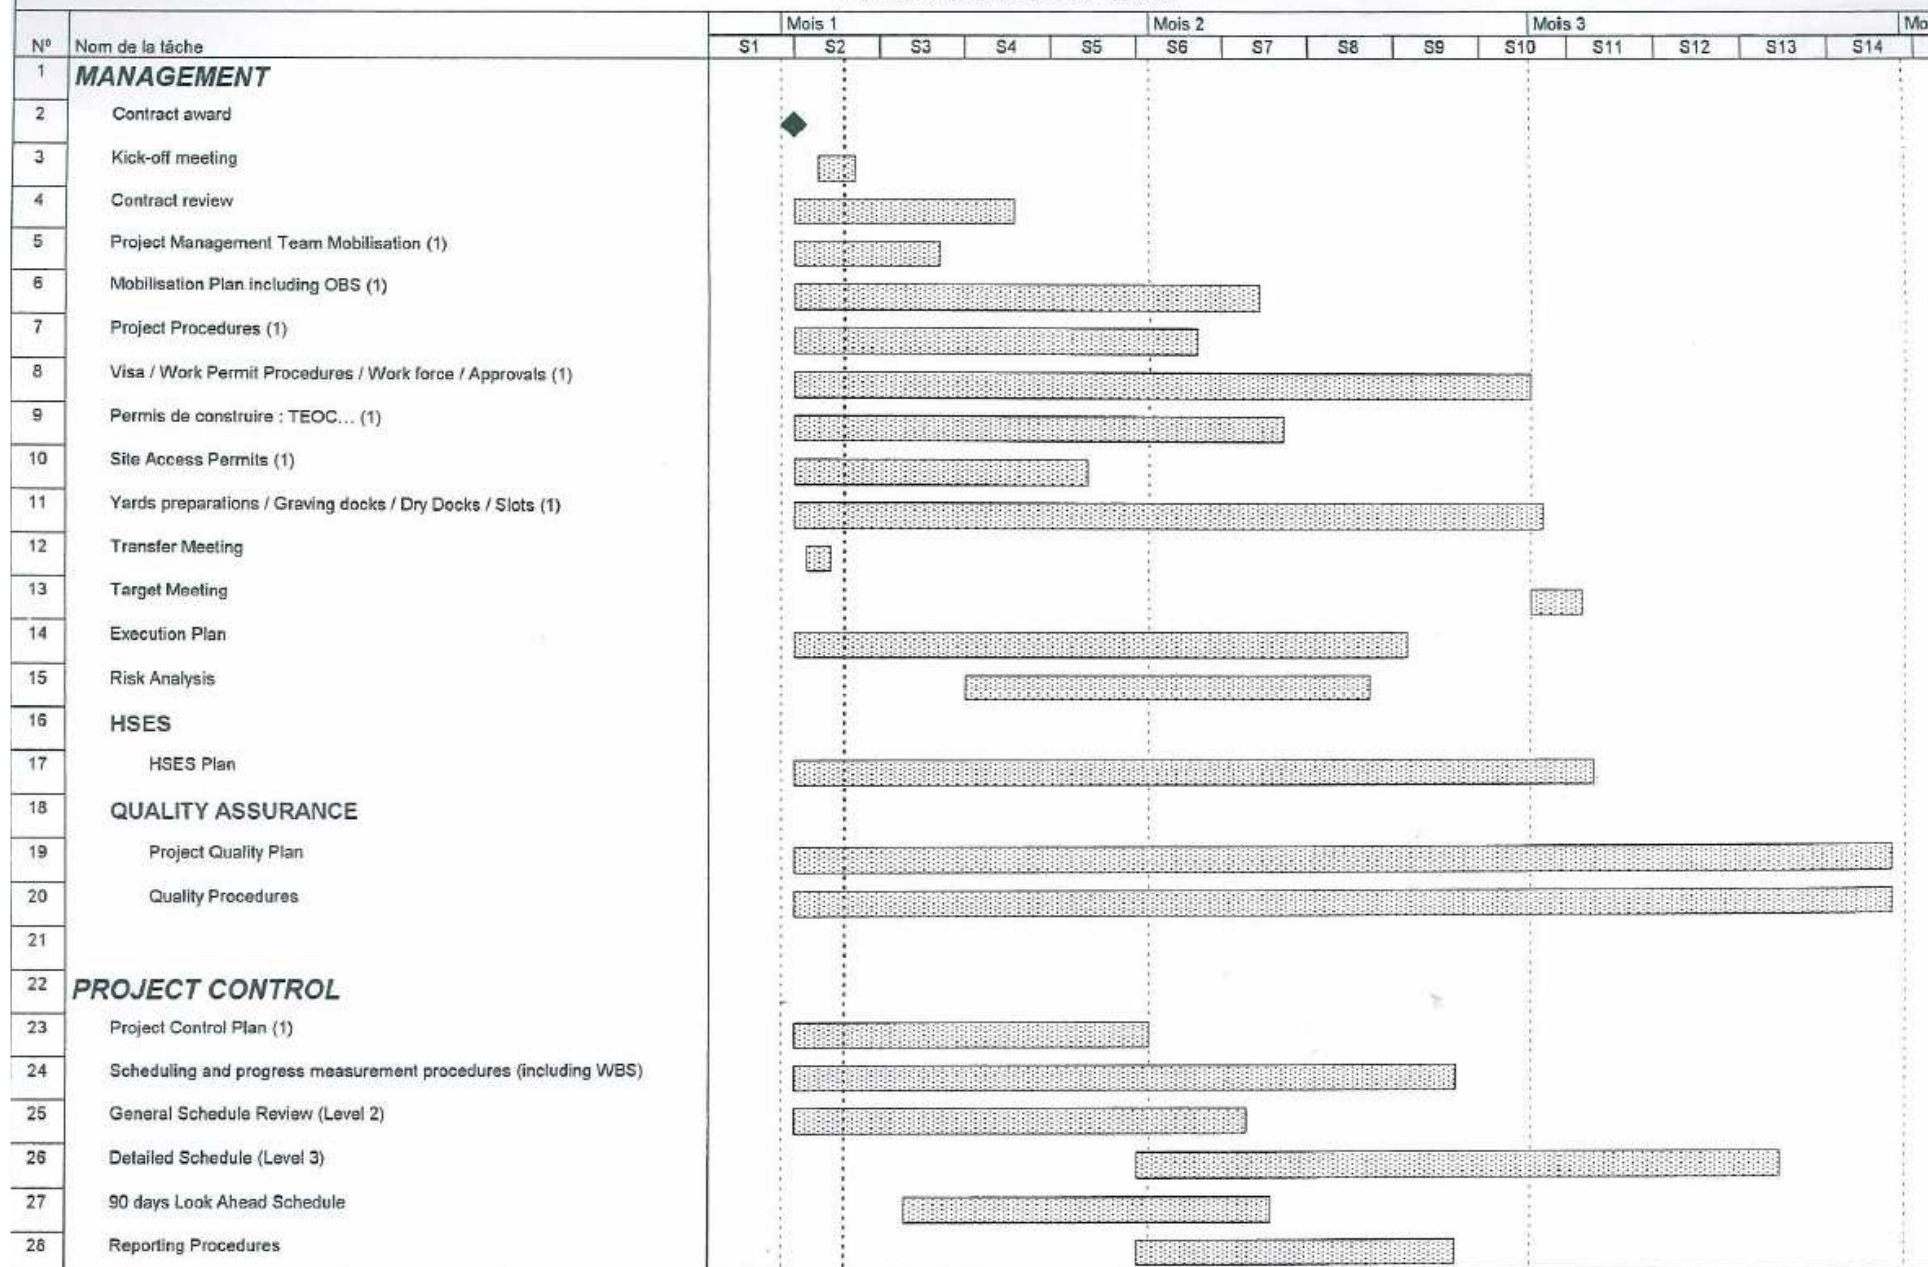 Mois 1 Mois 2 Mois 3 Mo
Nº Nom de la tâche S1 S2 S3 S4 S5 S6 S7 S8 S9 S10 S11 S12 S13 S14
1 MANAGEMENT
2 Contract award
3 Kick-off meeting
4 Contract review
5 Project Management Team Mobilisation (1)
6 Mobilisation Plan including OBS (1)
7 Project Procedures (1)
8 Visa / Work Permit Procedures / Work force / Approvals (1)
9 Permis de construire : TEOC... (1)
10 Site Access Permits (1)
11 Yards preparations / Graving docks / Dry Docks / Slots (1)
12 Transfer Meeting
13 Target Meeting
14 Execution Plan
15 Risk Analysis
16 HSES
17 HSES Plan
18 QUALITY ASSURANCE
19 Project Quality Plan
20 Quality Procedures
21
22 PROJECT CONTROL
23 Project Control Plan (1)
24 Scheduling and progress measurement procedures (including WBS)
25 General Schedule Review (Level 2)
26 Detailed Schedule (Level 3)
27 90 days Look Ahead Schedule
28 Reporting Procedures